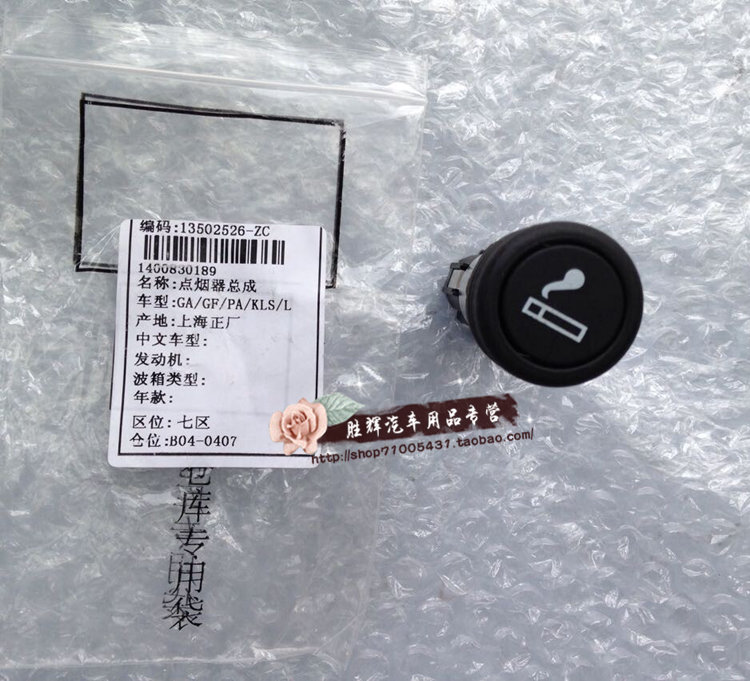 编码:13502526-ZC
1400830189
名称:点烟器总成
车型:GA/GF/PA/KLS/L
产地:上海正厂
中文车型:
发动机:
波箱类型:
年款:
区位:七区
仓位:B04-0407
胜辉汽车用品专营
http://shop71005431.taobao.com/
仓库专用袋